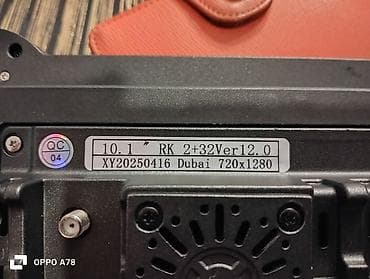 QC
04
10.1 " RK 2+32Ver12.0
XY20250416 Dubai 720x1280
OPPO A78